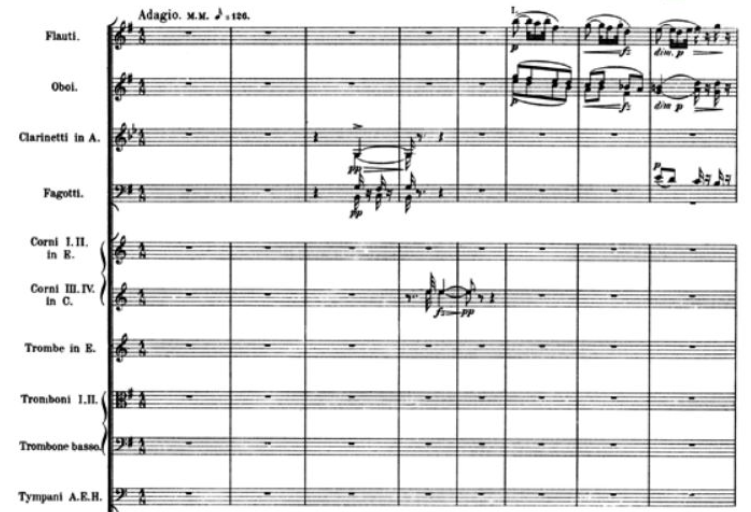 Adagio. M.M. ♪=126.
Flauti.
I.
p
fz
dim. p
Oboi.
p
fz
dim p
Clarinetti in A.
pp
Fagotti.
pp
p
Corni I. II.
in E.
Corni III. IV.
in C.
fz pp
Trombe in E.
Tromboni I. II.
Trombone basso.
Tympani A.E.H.